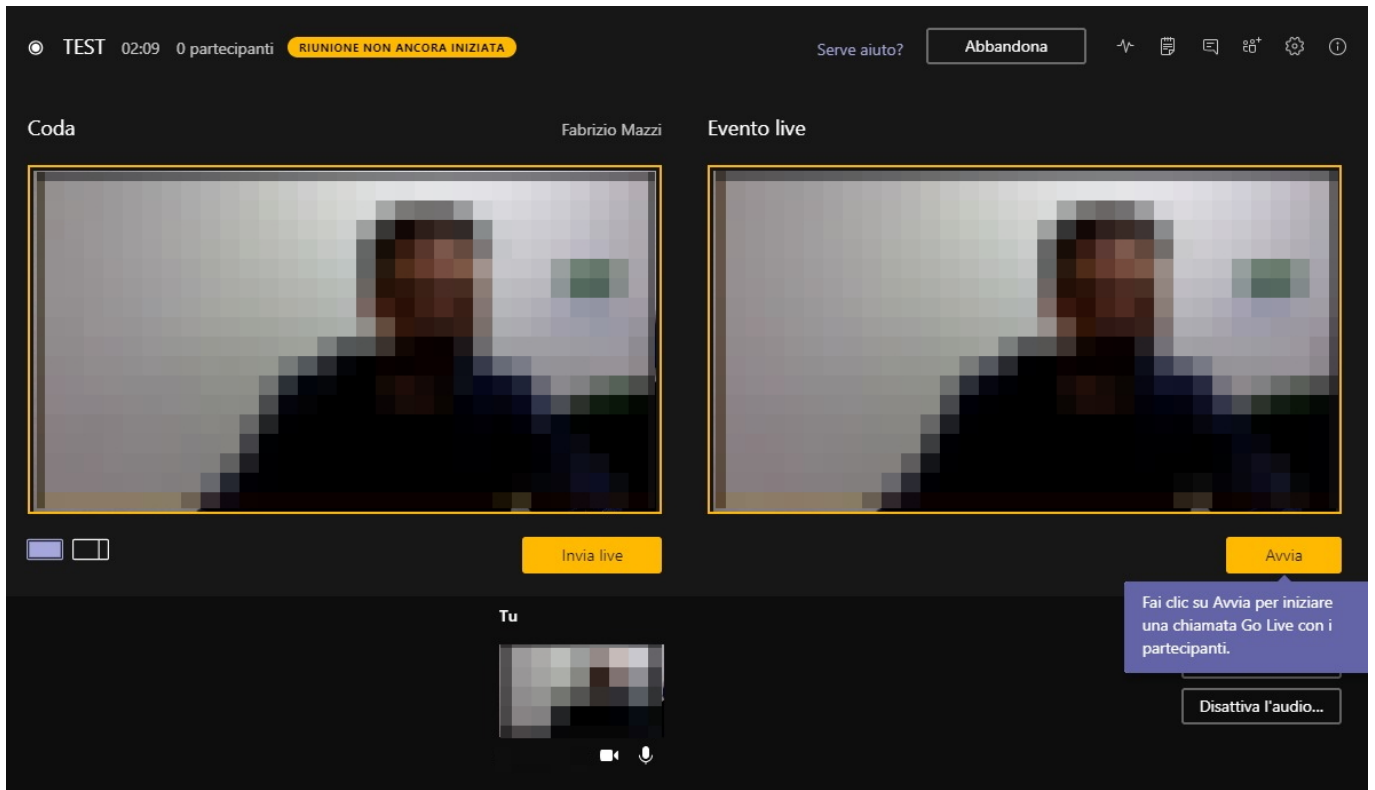 TEST 02:09 0 partecipanti RIUNIONE NON ANCORA INIZIATA Serve aiuto? Abbandona
Coda Fabrizio Mazzi Evento live
Invia live Avvia
Fai clic su Avvia per iniziare
una chiamata Go Live con i
partecipanti.
Tu
Disattiva l'audio...